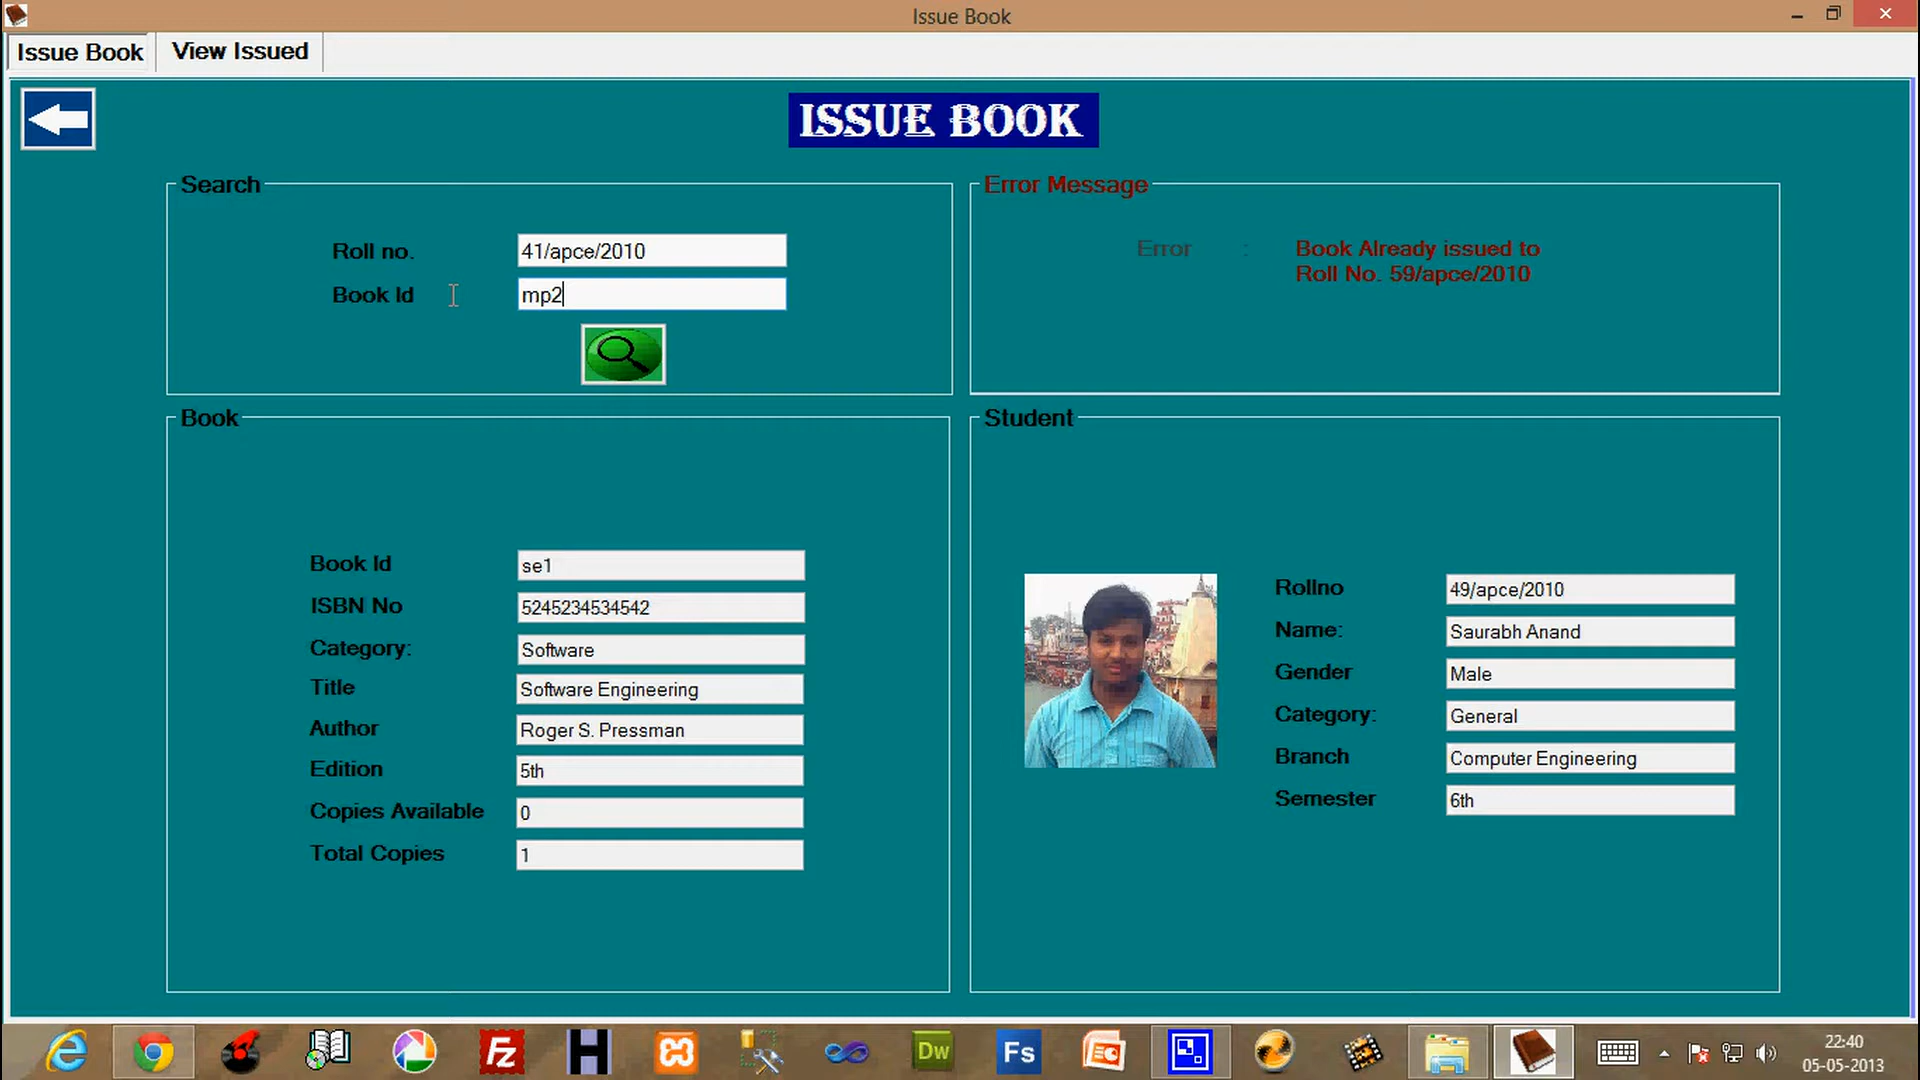 Issue Book
Issue Book
View Issued
ISSUE BOOK
Search
Roll no.
41/apce/2010
Book Id
mp2
Error Message
Error : Book Already issued to
Roll No. 59/apce/2010
Book
Book Id
se1
ISBN No
5245234534542
Category:
Software
Title
Software Engineering
Author
Roger S. Pressman
Edition
5th
Copies Available
0
Total Copies
1
Student
Rollno
49/apce/2010
Name:
Saurabh Anand
Gender
Male
Category:
General
Branch
Computer Engineering
Semester
6th
Fz
H
Dw
Fs
22:40
05-05-2013